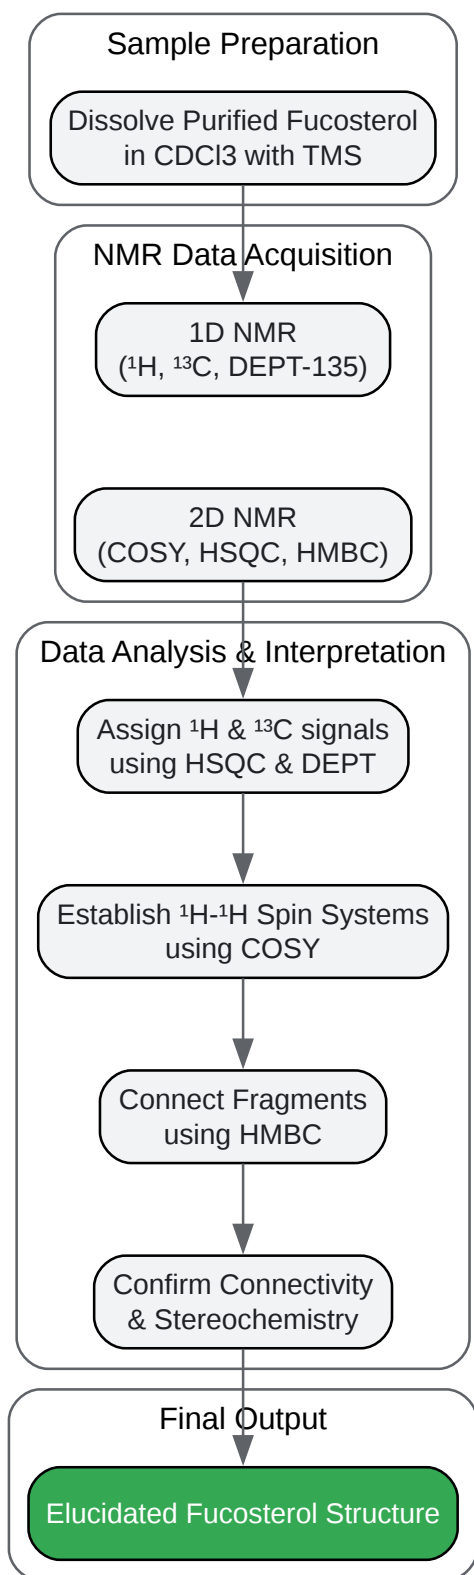 Sample Preparation
Dissolve Purified Fucosterol
in CDCl3 with TMS
NMR Data Acquisition
1D NMR
(¹H, ¹³C, DEPT-135)
2D NMR
(COSY, HSQC, HMBC)
Data Analysis & Interpretation
Assign ¹H & ¹³C signals
using HSQC & DEPT
Establish ¹H-¹H Spin Systems
using COSY
Connect Fragments
using HMBC
Confirm Connectivity
& Stereochemistry
Final Output
Elucidated Fucosterol Structure